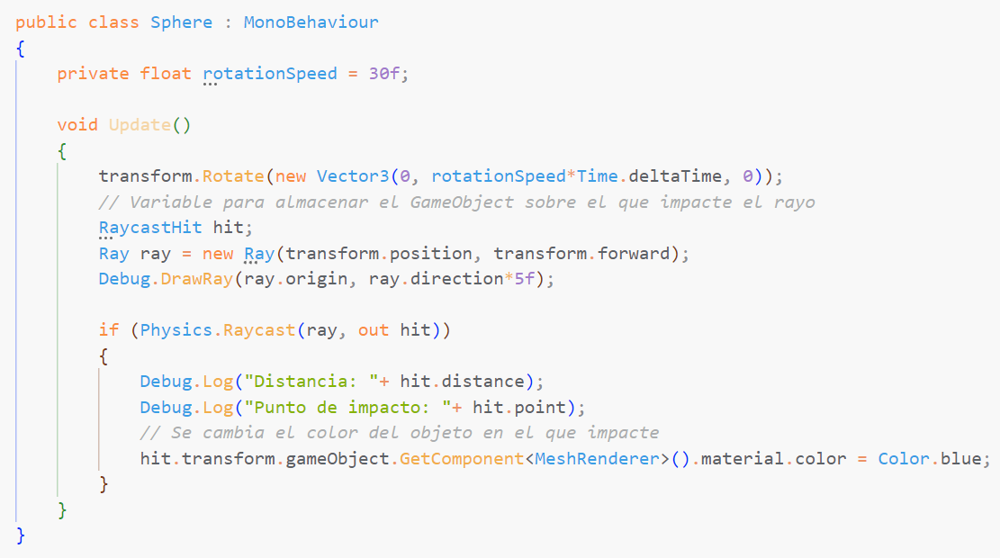 public class Sphere : MonoBehaviour
{
    private float rotationSpeed = 30f;

    void Update()
    {
        transform.Rotate(new Vector3(0, rotationSpeed*Time.deltaTime, 0));
        // Variable para almacenar el GameObject sobre el que impacte el rayo
        RaycastHit hit;
        Ray ray = new Ray(transform.position, transform.forward);
        Debug.DrawRay(ray.origin, ray.direction*5f);

        if (Physics.Raycast(ray, out hit))
        {
            Debug.Log("Distancia: "+ hit.distance);
            Debug.Log("Punto de impacto: "+ hit.point);
            // Se cambia el color del objeto en el que impacte
            hit.transform.gameObject.GetComponent<MeshRenderer>().material.color = Color.blue;
        }
    }
}